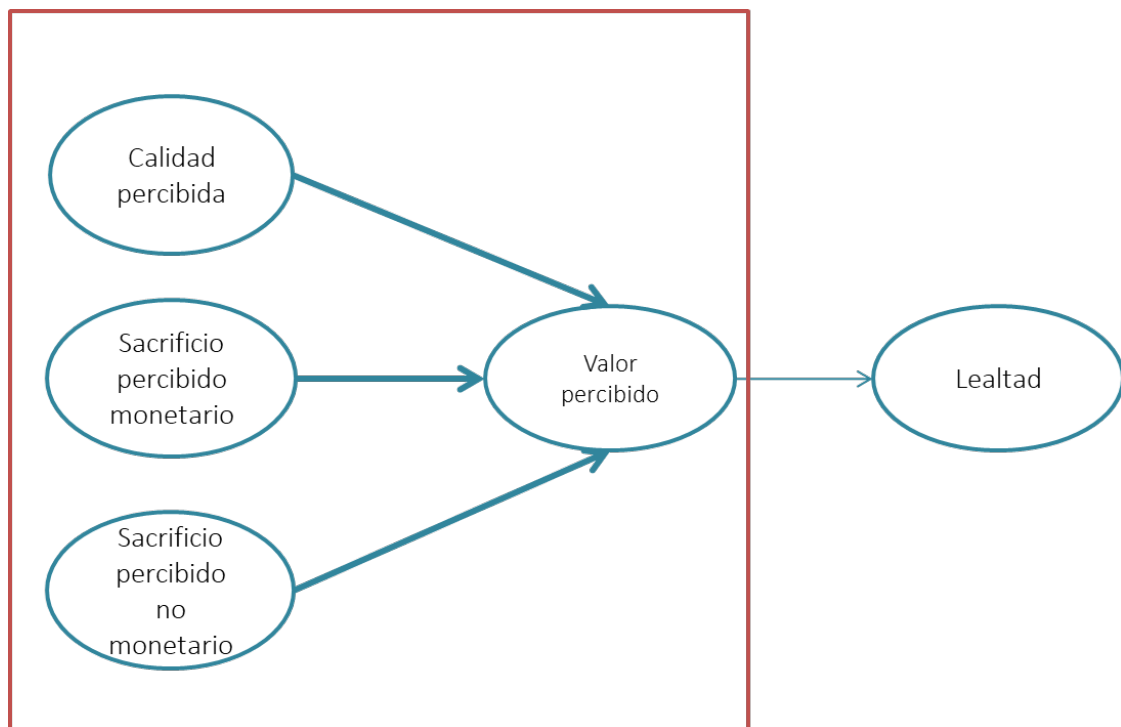 Calidad
percibida
Sacrificio
percibido
monetario
Valor
percibido
Lealtad
Sacrificio
percibido
no
monetario